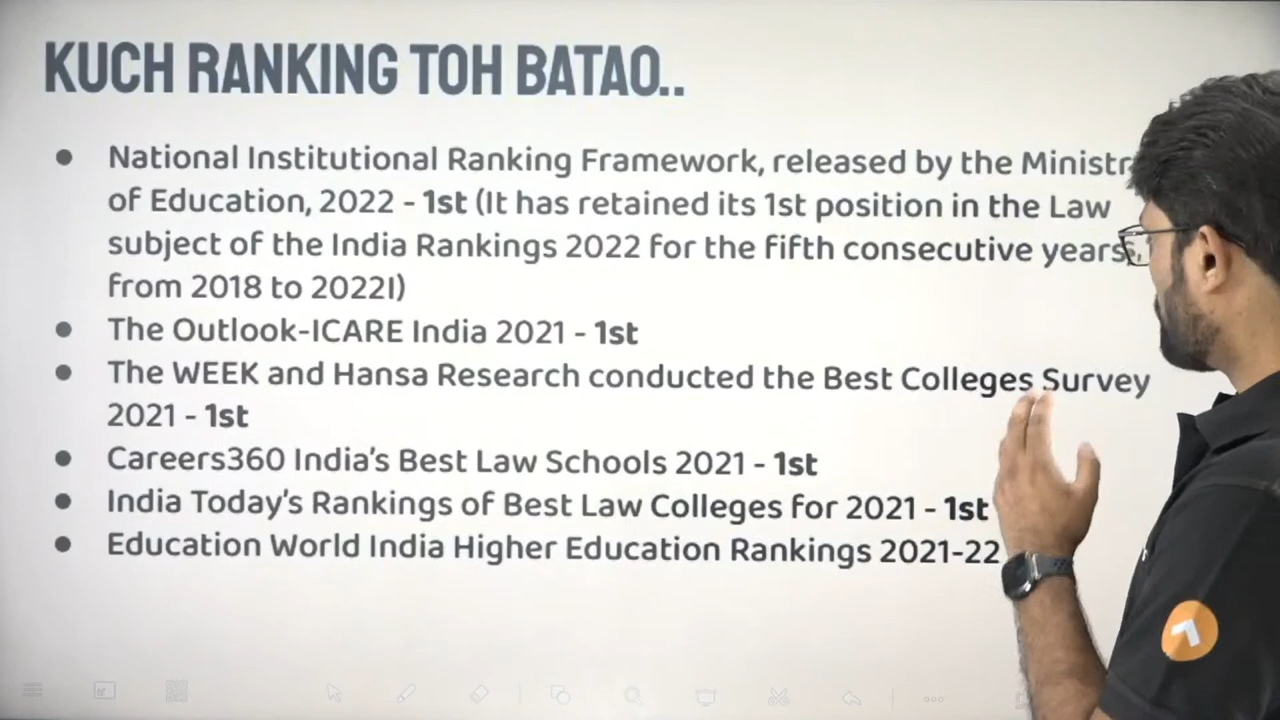 KUCH RANKING TOH BATAO..
● National Institutional Ranking Framework, released by the Ministr
of Education, 2022 - 1st (It has retained its 1st position in the Law
subject of the India Rankings 2022 for the fifth consecutive years,
from 2018 to 2022I)
● The Outlook-ICARE India 2021 - 1st
● The WEEK and Hansa Research conducted the Best Colleges Survey
2021 - 1st
● Careers360 India's Best Law Schools 2021 - 1st
● India Today's Rankings of Best Law Colleges for 2021 - 1st
● Education World India Higher Education Rankings 2021-22